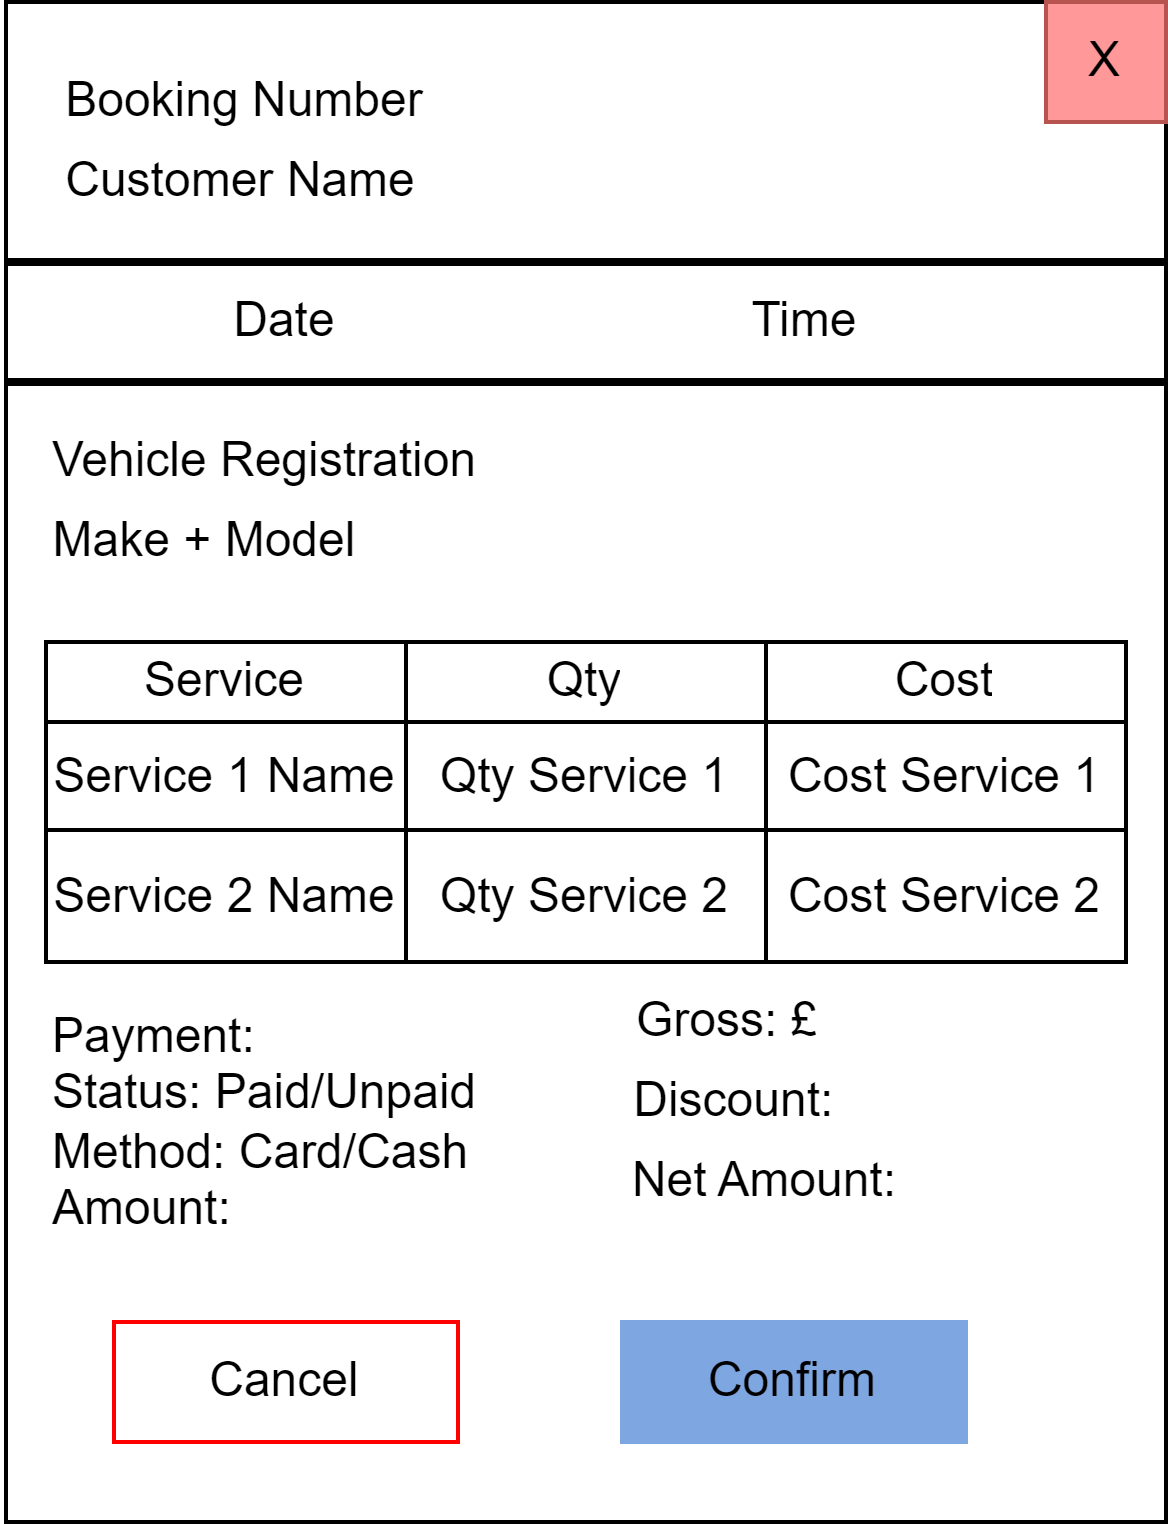 X
Booking Number
Customer Name
Date Time
Vehicle Registration
Make + Model
Service Qty Cost
Service 1 Name Qty Service 1 Cost Service 1
Service 2 Name Qty Service 2 Cost Service 2
Payment:
Status: Paid/Unpaid
Method: Card/Cash
Amount:
Gross: £
Discount:
Net Amount:
Cancel Confirm